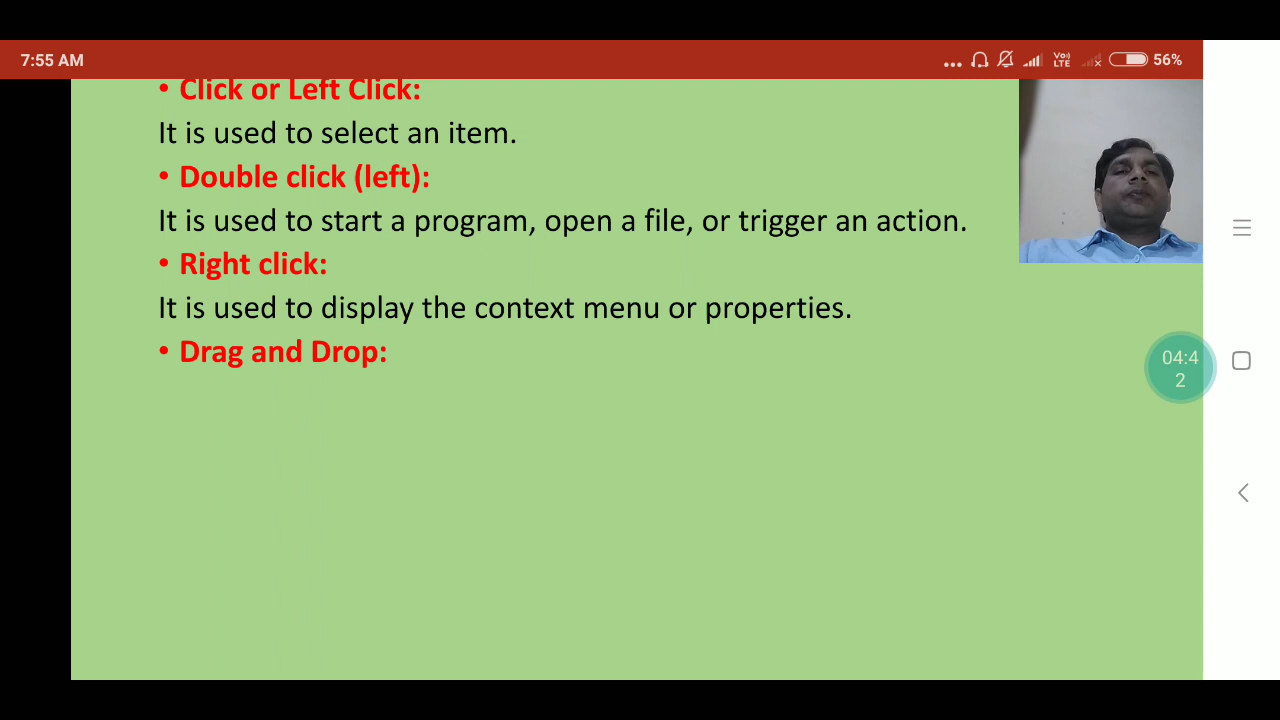 7:55 AM
Vo) LTE
56%
• Click or Left Click:
It is used to select an item.
• Double click (left):
It is used to start a program, open a file, or trigger an action.
• Right click:
It is used to display the context menu or properties.
• Drag and Drop:
04:4
2